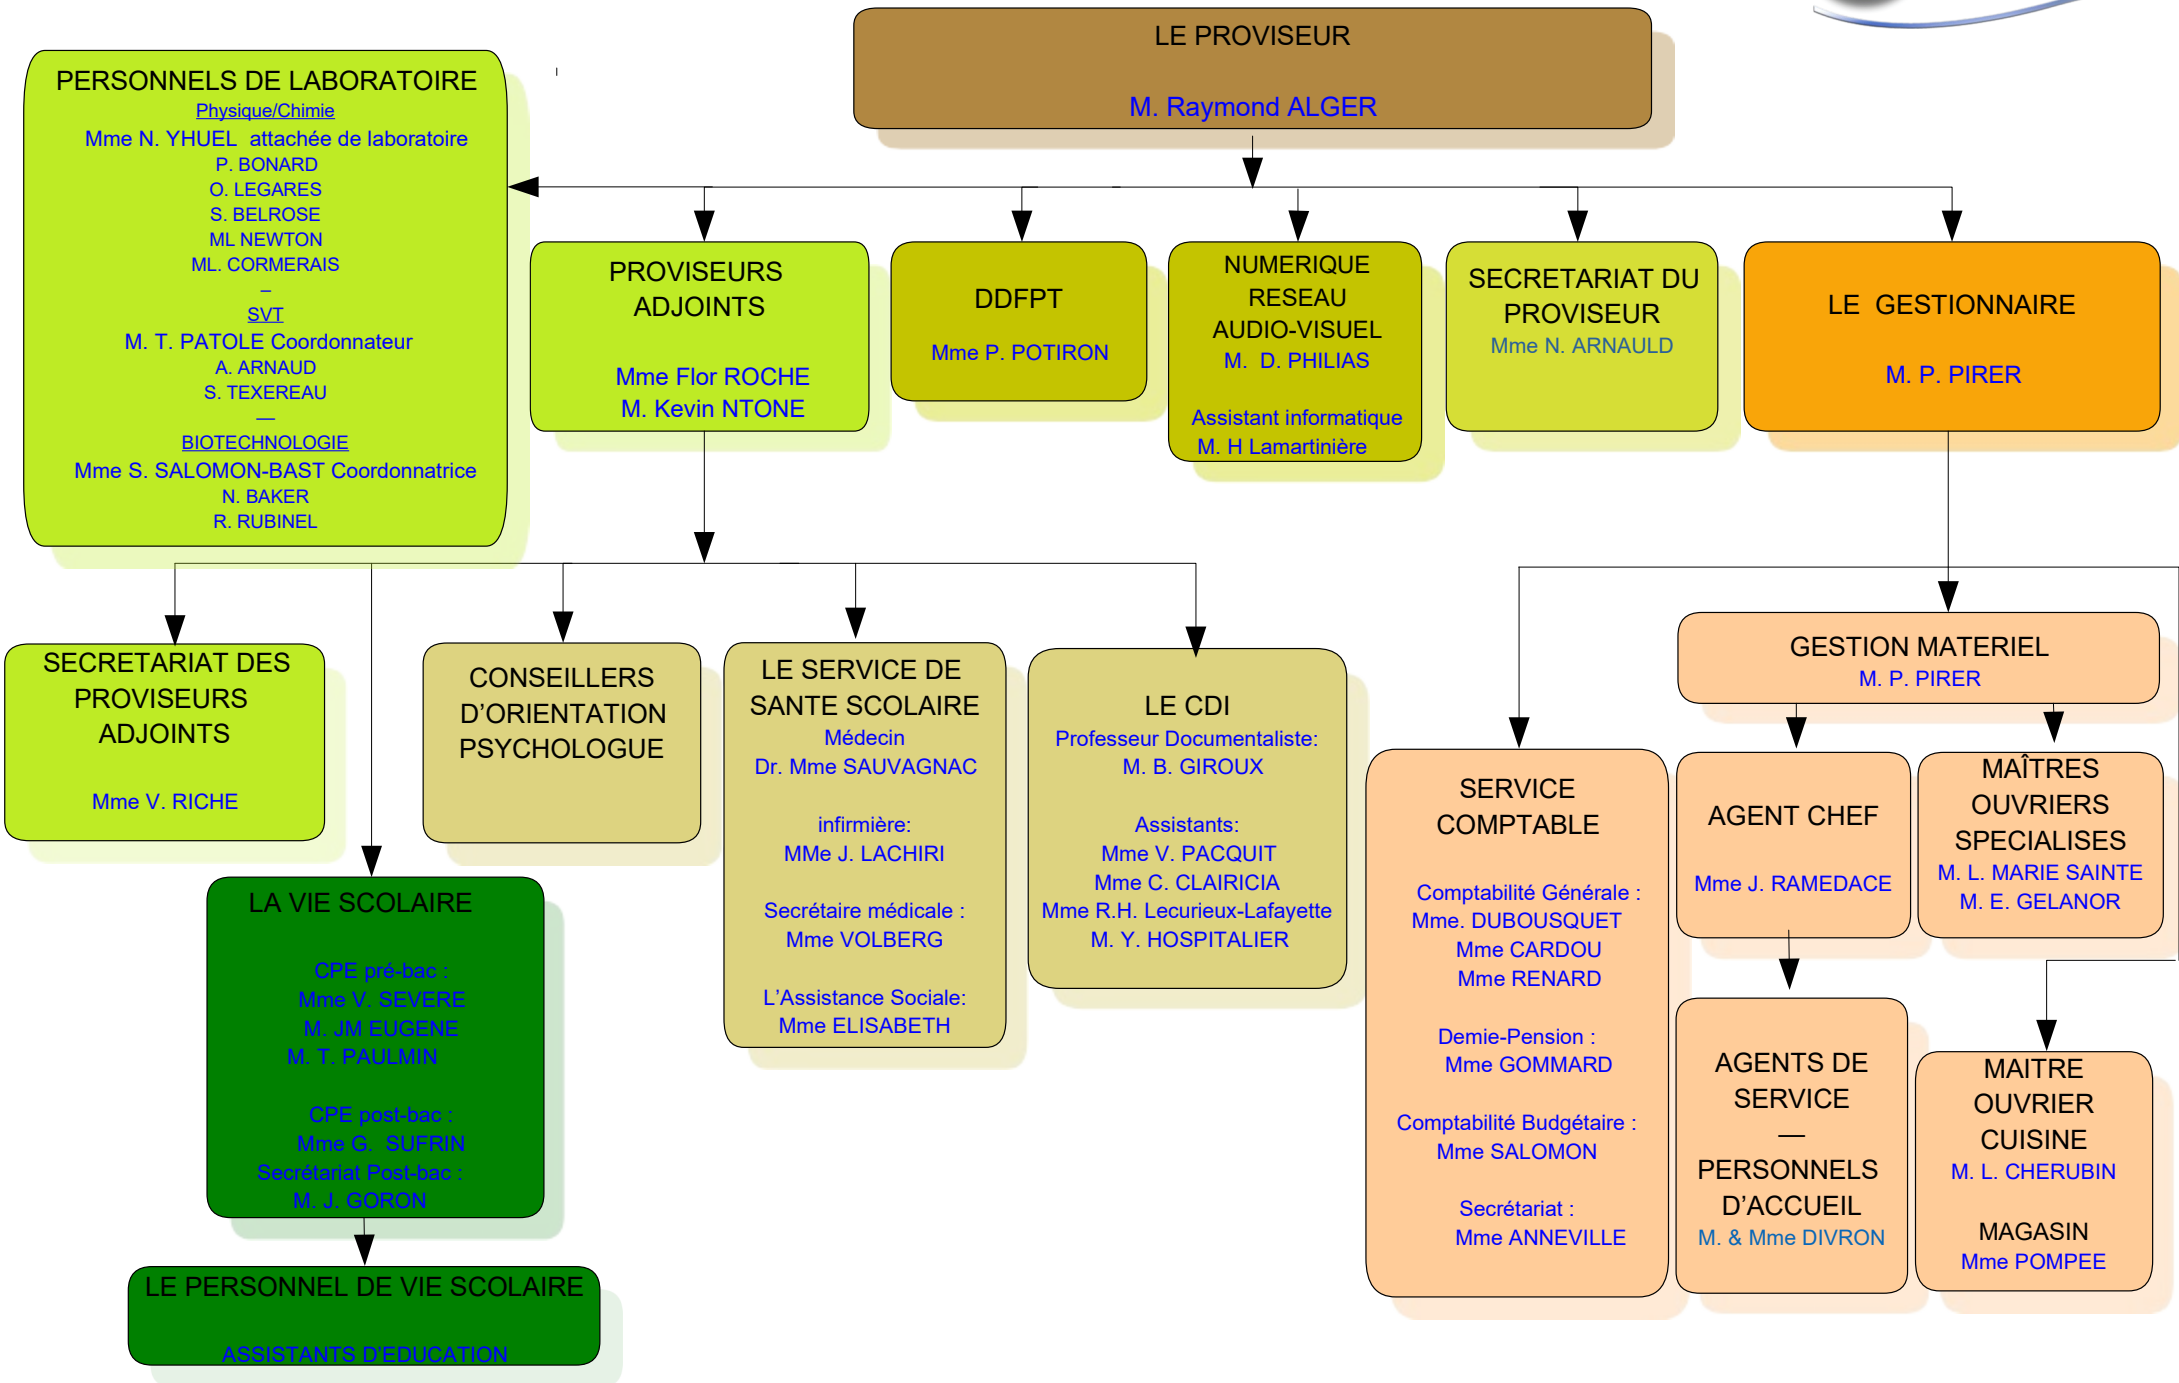 LE PROVISEUR
M. Raymond ALGER
PERSONNELS DE LABORATOIRE
Physique/Chimie
Mme N. YHUEL attachée de laboratoire
P. BONARD
O. LEGARES
S. BELROSE
ML NEWTON
ML. CORMERAIS
–
SVT
M. T. PATOLE Coordonnateur
A. ARNAUD
S. TEXEREAU
—
BIOTECHNOLOGIE
Mme S. SALOMON-BAST Coordonnatrice
N. BAKER
R. RUBINEL
PROVISEURS
ADJOINTS
Mme Flor ROCHE
M. Kevin NTONE
DDFPT
Mme P. POTIRON
NUMERIQUE
RESEAU
AUDIO-VISUEL
M. D. PHILIAS
Assistant informatique
M. H Lamartinière
SECRETARIAT DU
PROVISEUR
Mme N. ARNAULD
LE GESTIONNAIRE
M. P. PIRER
SECRETARIAT DES
PROVISEURS
ADJOINTS
Mme V. RICHE
CONSEILLERS
D’ORIENTATION
PSYCHOLOGUE
LE SERVICE DE
SANTE SCOLAIRE
Médecin
Dr. Mme SAUVAGNAC
infirmière:
MMe J. LACHIRI
Secrétaire médicale :
Mme VOLBERG
L’Assistance Sociale:
Mme ELISABETH
LE CDI
Professeur Documentaliste:
M. B. GIROUX
Assistants:
Mme V. PACQUIT
Mme C. CLAIRICIA
Mme R.H. Lecurieux-Lafayette
M. Y. HOSPITALIER
GESTION MATERIEL
M. P. PIRER
SERVICE
COMPTABLE
Comptabilité Générale :
Mme. DUBOUSQUET
Mme CARDOU
Mme RENARD
Demie-Pension :
Mme GOMMARD
Comptabilité Budgétaire :
Mme SALOMON
Secrétariat :
Mme ANNEVILLE
AGENT CHEF
Mme J. RAMEDACE
MAÎTRES
OUVRIERS
SPECIALISES
M. L. MARIE SAINTE
M. E. GELANOR
LA VIE SCOLAIRE
CPE pré-bac :
Mme V. SEVERE
M. JM EUGENE
M. T. PAULMIN
CPE post-bac :
Mme G. SUFRIN
Secrétariat Post-bac :
M. J. GORON
AGENTS DE
SERVICE
—
PERSONNELS
D’ACCUEIL
M. & Mme DIVRON
MAITRE
OUVRIER
CUISINE
M. L. CHERUBIN
MAGASIN
Mme POMPEE
LE PERSONNEL DE VIE SCOLAIRE
ASSISTANTS D’EDUCATION